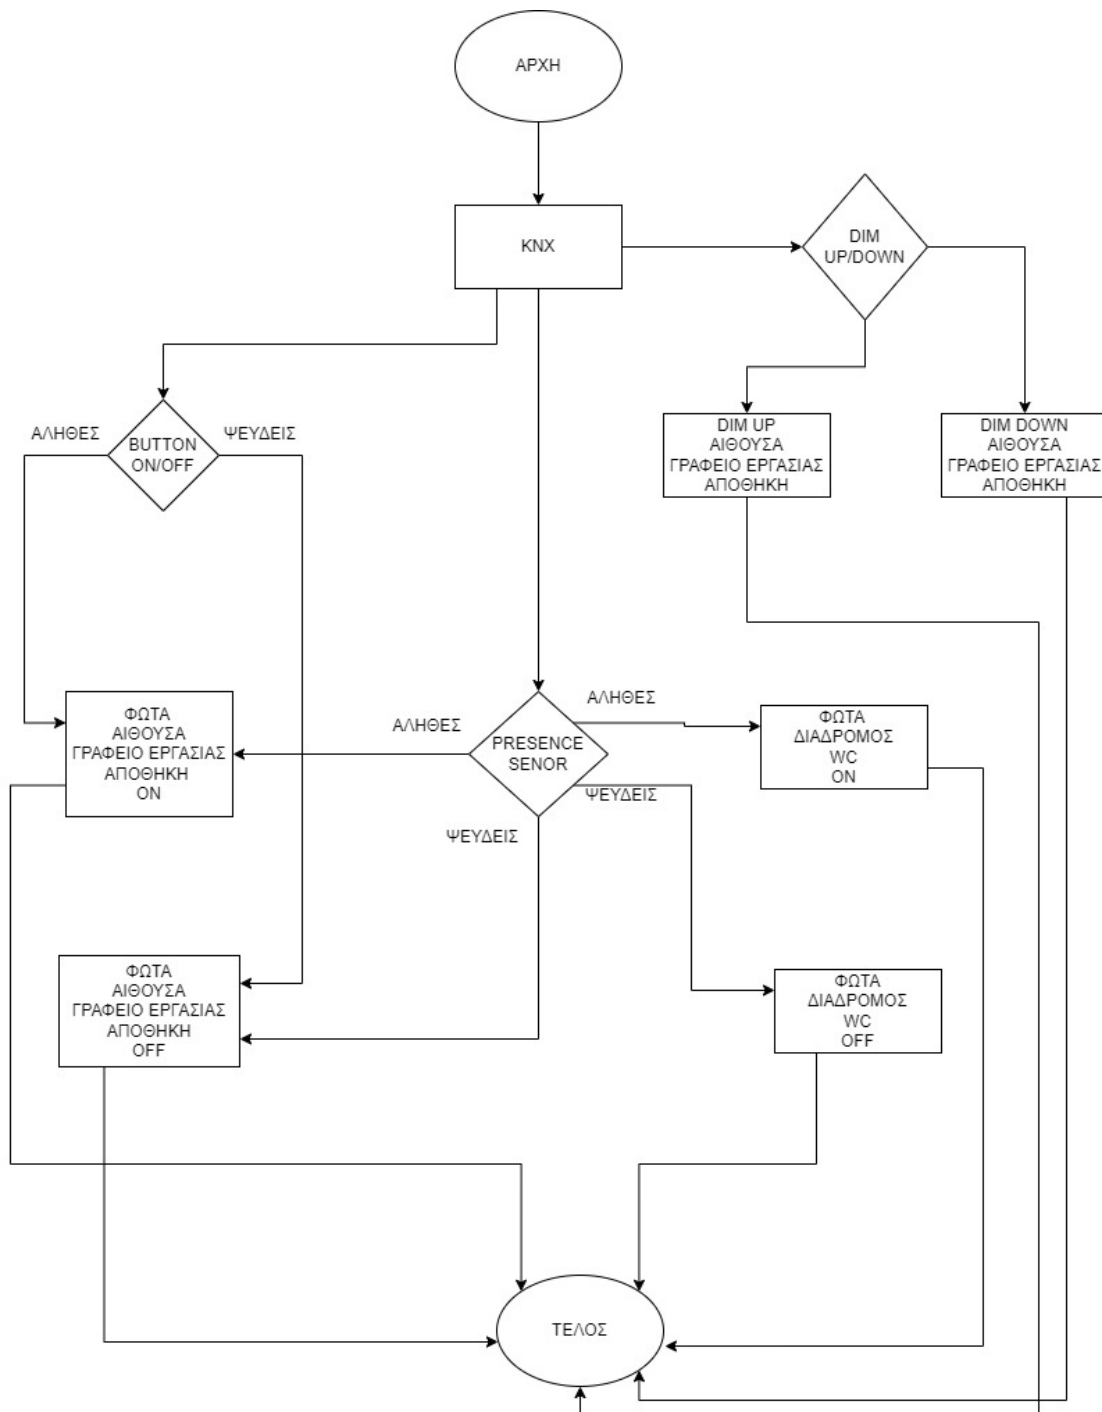 ΑΡΧΗ
KNX
DIM
UP/DOWN
ΑΛΗΘΕΣ
BUTTON
ON/OFF
ΨΕΥΔΕΙΣ
DIM UP
ΑΙΘΟΥΣΑ
ΓΡΑΦΕΙΟ ΕΡΓΑΣΙΑΣ
ΑΠΟΘΗΚΗ
DIM DOWN
ΑΙΘΟΥΣΑ
ΓΡΑΦΕΙΟ ΕΡΓΑΣΙΑΣ
ΑΠΟΘΗΚΗ
ΦΩΤΑ
ΑΙΘΟΥΣΑ
ΓΡΑΦΕΙΟ ΕΡΓΑΣΙΑΣ
ΑΠΟΘΗΚΗ
ON
ΑΛΗΘΕΣ
PRESENCE
SENOR
ΑΛΗΘΕΣ
ΦΩΤΑ
ΔΙΑΔΡΟΜΟΣ
WC
ON
ΨΕΥΔΕΙΣ
ΨΕΥΔΕΙΣ
ΦΩΤΑ
ΑΙΘΟΥΣΑ
ΓΡΑΦΕΙΟ ΕΡΓΑΣΙΑΣ
ΑΠΟΘΗΚΗ
OFF
ΦΩΤΑ
ΔΙΑΔΡΟΜΟΣ
WC
OFF
ΤΕΛΟΣ